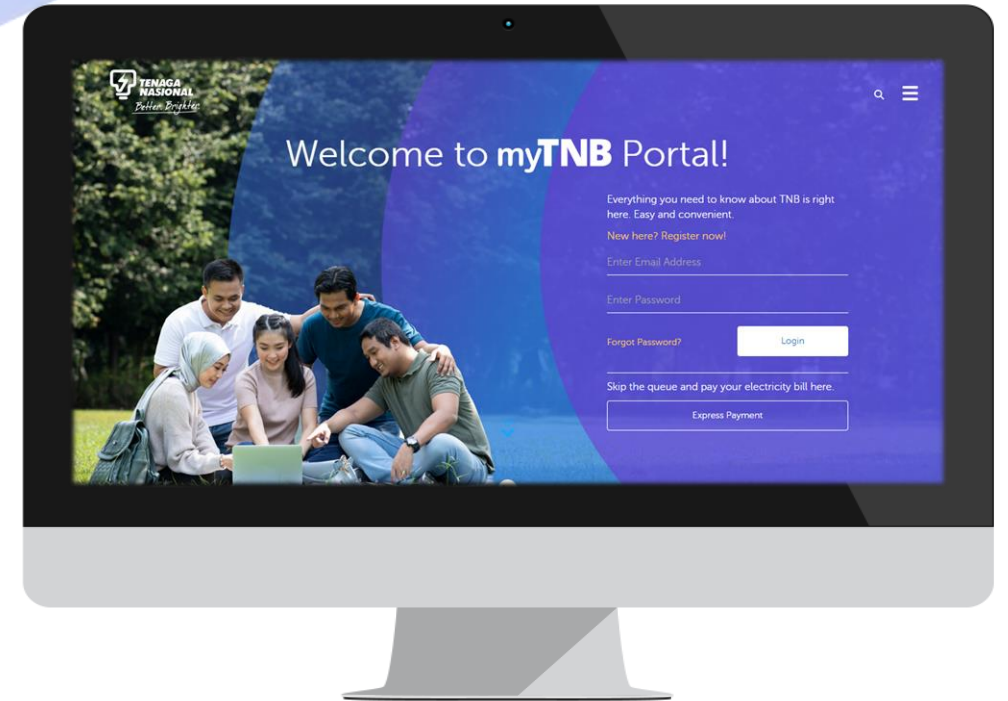 TENAGA
NASIONAL
Better. Brighter.
Welcome to myTNB Portal!
Everything you need to know about TNB is right
here. Easy and convenient.
New here? Register now!
Enter Email Address
Enter Password
Forgot Password?
Login
Skip the queue and pay your electricity bill here.
Express Payment